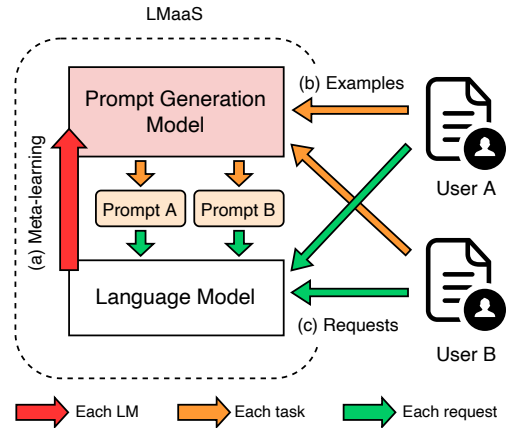 LMaaS
(b) Examples
Prompt Generation
Model
User A
(a) Meta-learning
Prompt A
Prompt B
Language Model
(c) Requests
User B
Each LM
Each task
Each request